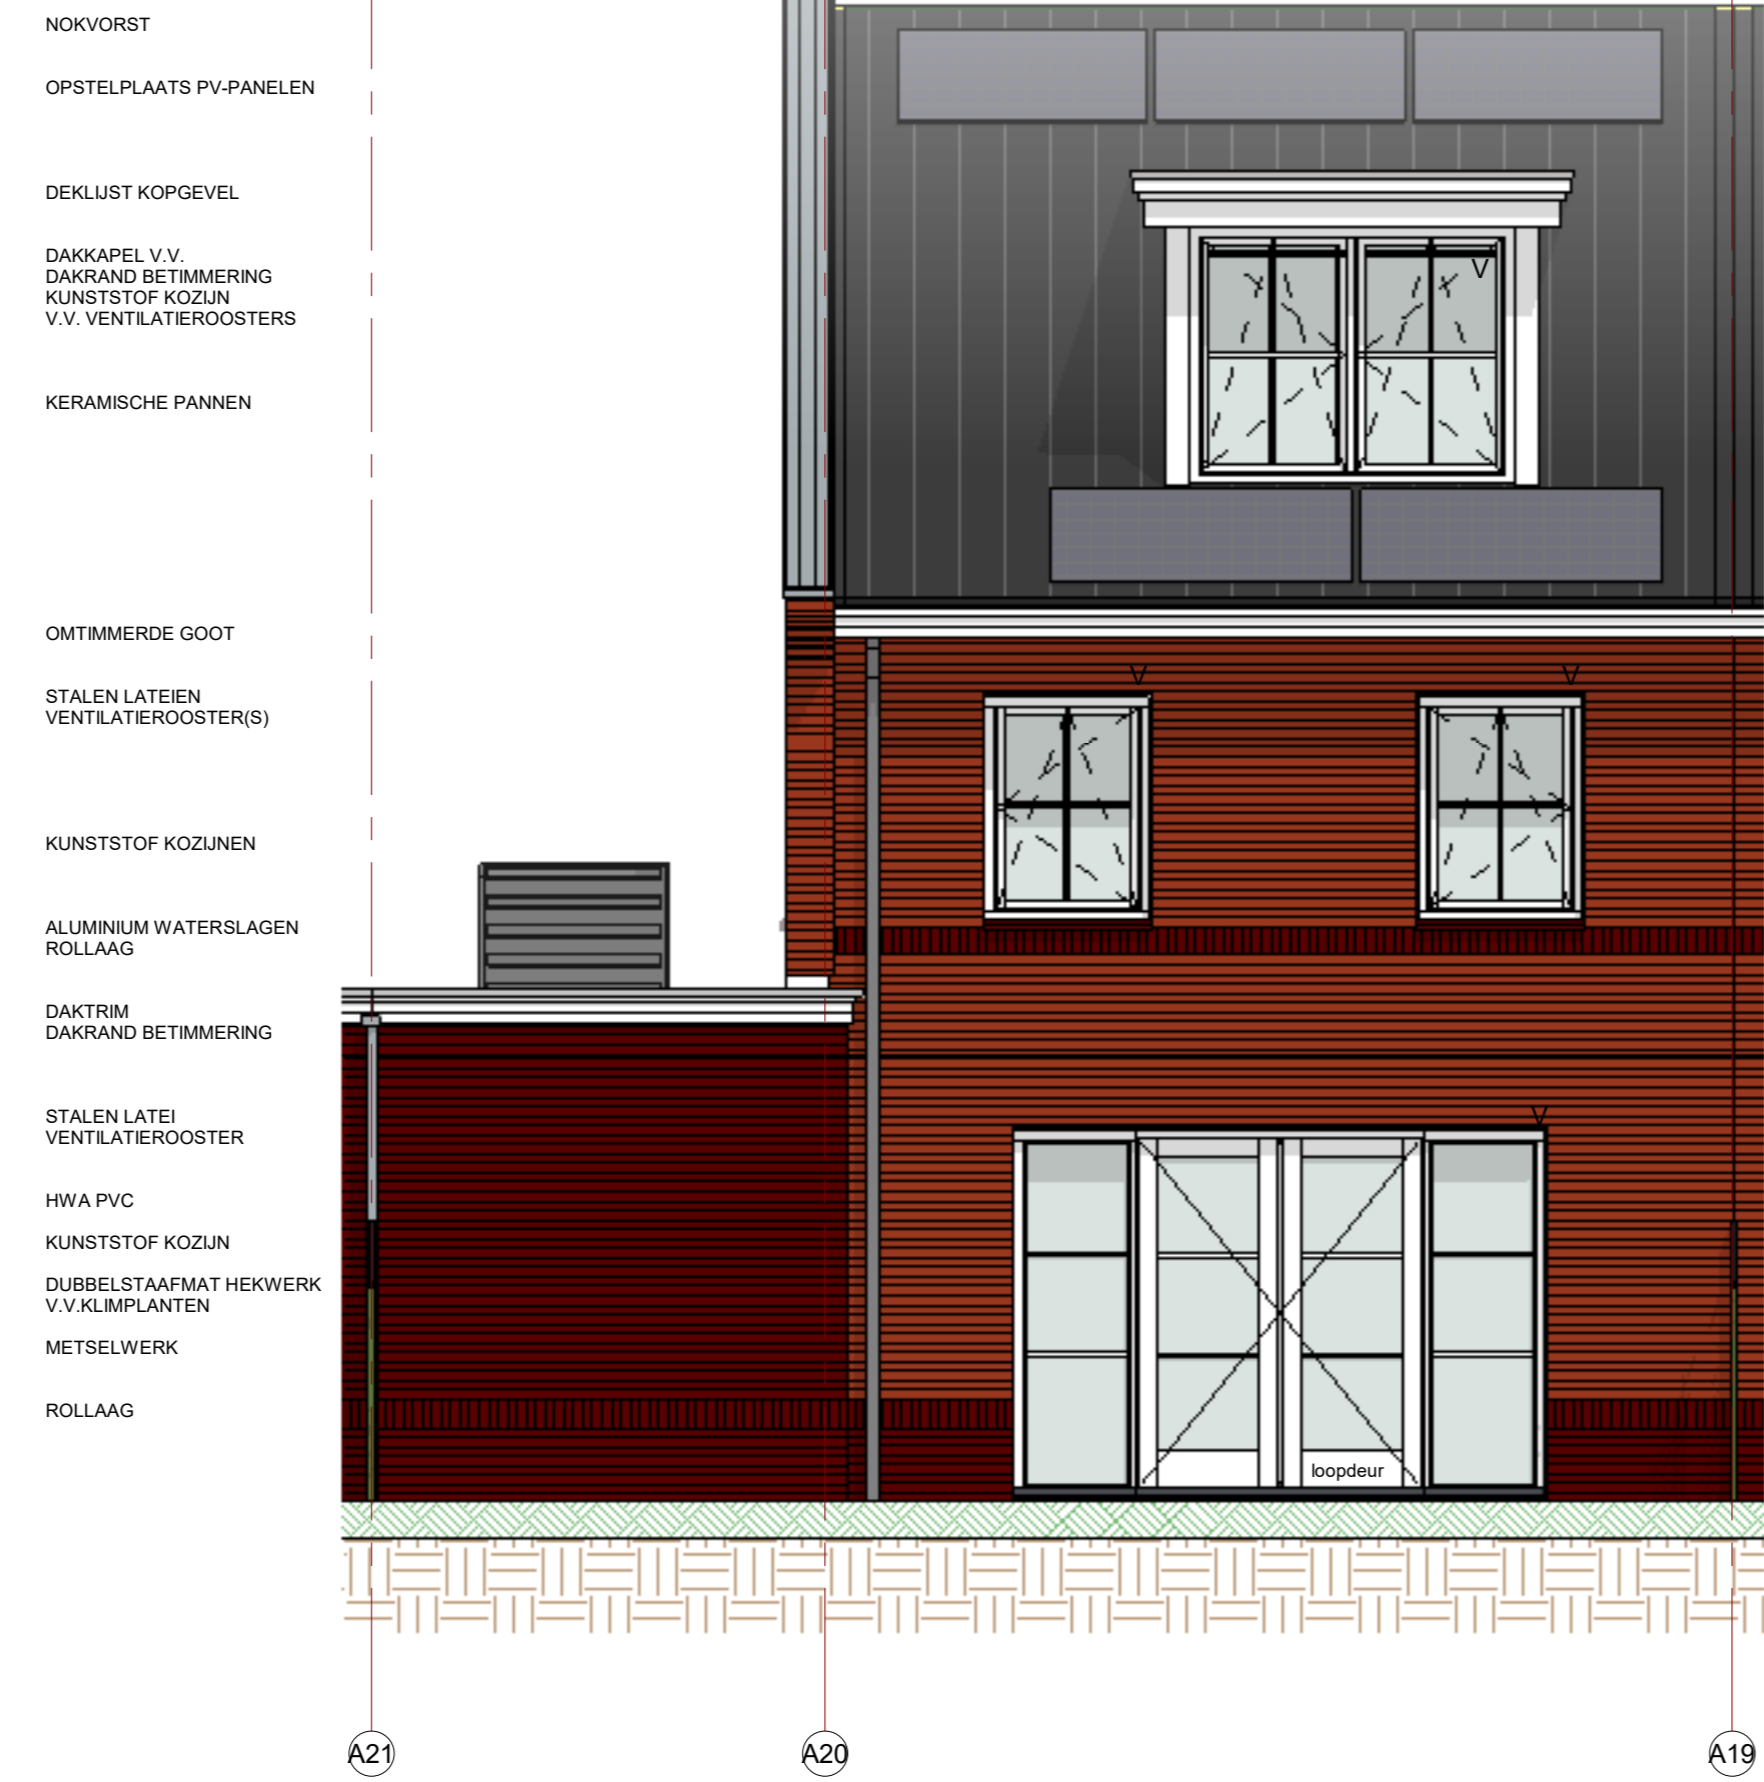 NOKVORST
OPSTELPLAATS PV-PANELEN
DEKLIJST KOPGEVEL
DAKKAPEL V.V.
DAKRAND BETIMMERING
KUNSTSTOF KOZIJN
V.V. VENTILATIEROOSTERS
V
KERAMISCHE PANNEN
OMTIMMERDE GOOT
V V
STALEN LATEIEN
VENTILATIEROOSTER(S)
KUNSTSTOF KOZIJNEN
ALUMINIUM WATERSLAGEN
ROLLAAG
DAKTRIM
DAKRAND BETIMMERING
V
STALEN LATEI
VENTILATIEROOSTER
HWA PVC
KUNSTSTOF KOZIJN
DUBBELSTAAFMAT HEKWERK
V.V.KLIMPLANTEN
METSELWERK
ROLLAAG
loopdeur
A21 A20 A19